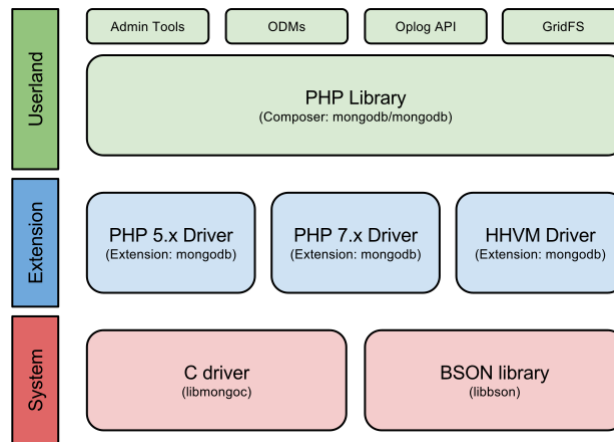 Userland
Admin Tools
ODMs
Oplog API
GridFS
PHP Library
(Composer: mongodb/mongodb)
Extension
PHP 5.x Driver
(Extension: mongodb)
PHP 7.x Driver
(Extension: mongodb)
HHVM Driver
(Extension: mongodb)
System
C driver
(libmongoc)
BSON library
(libbson)